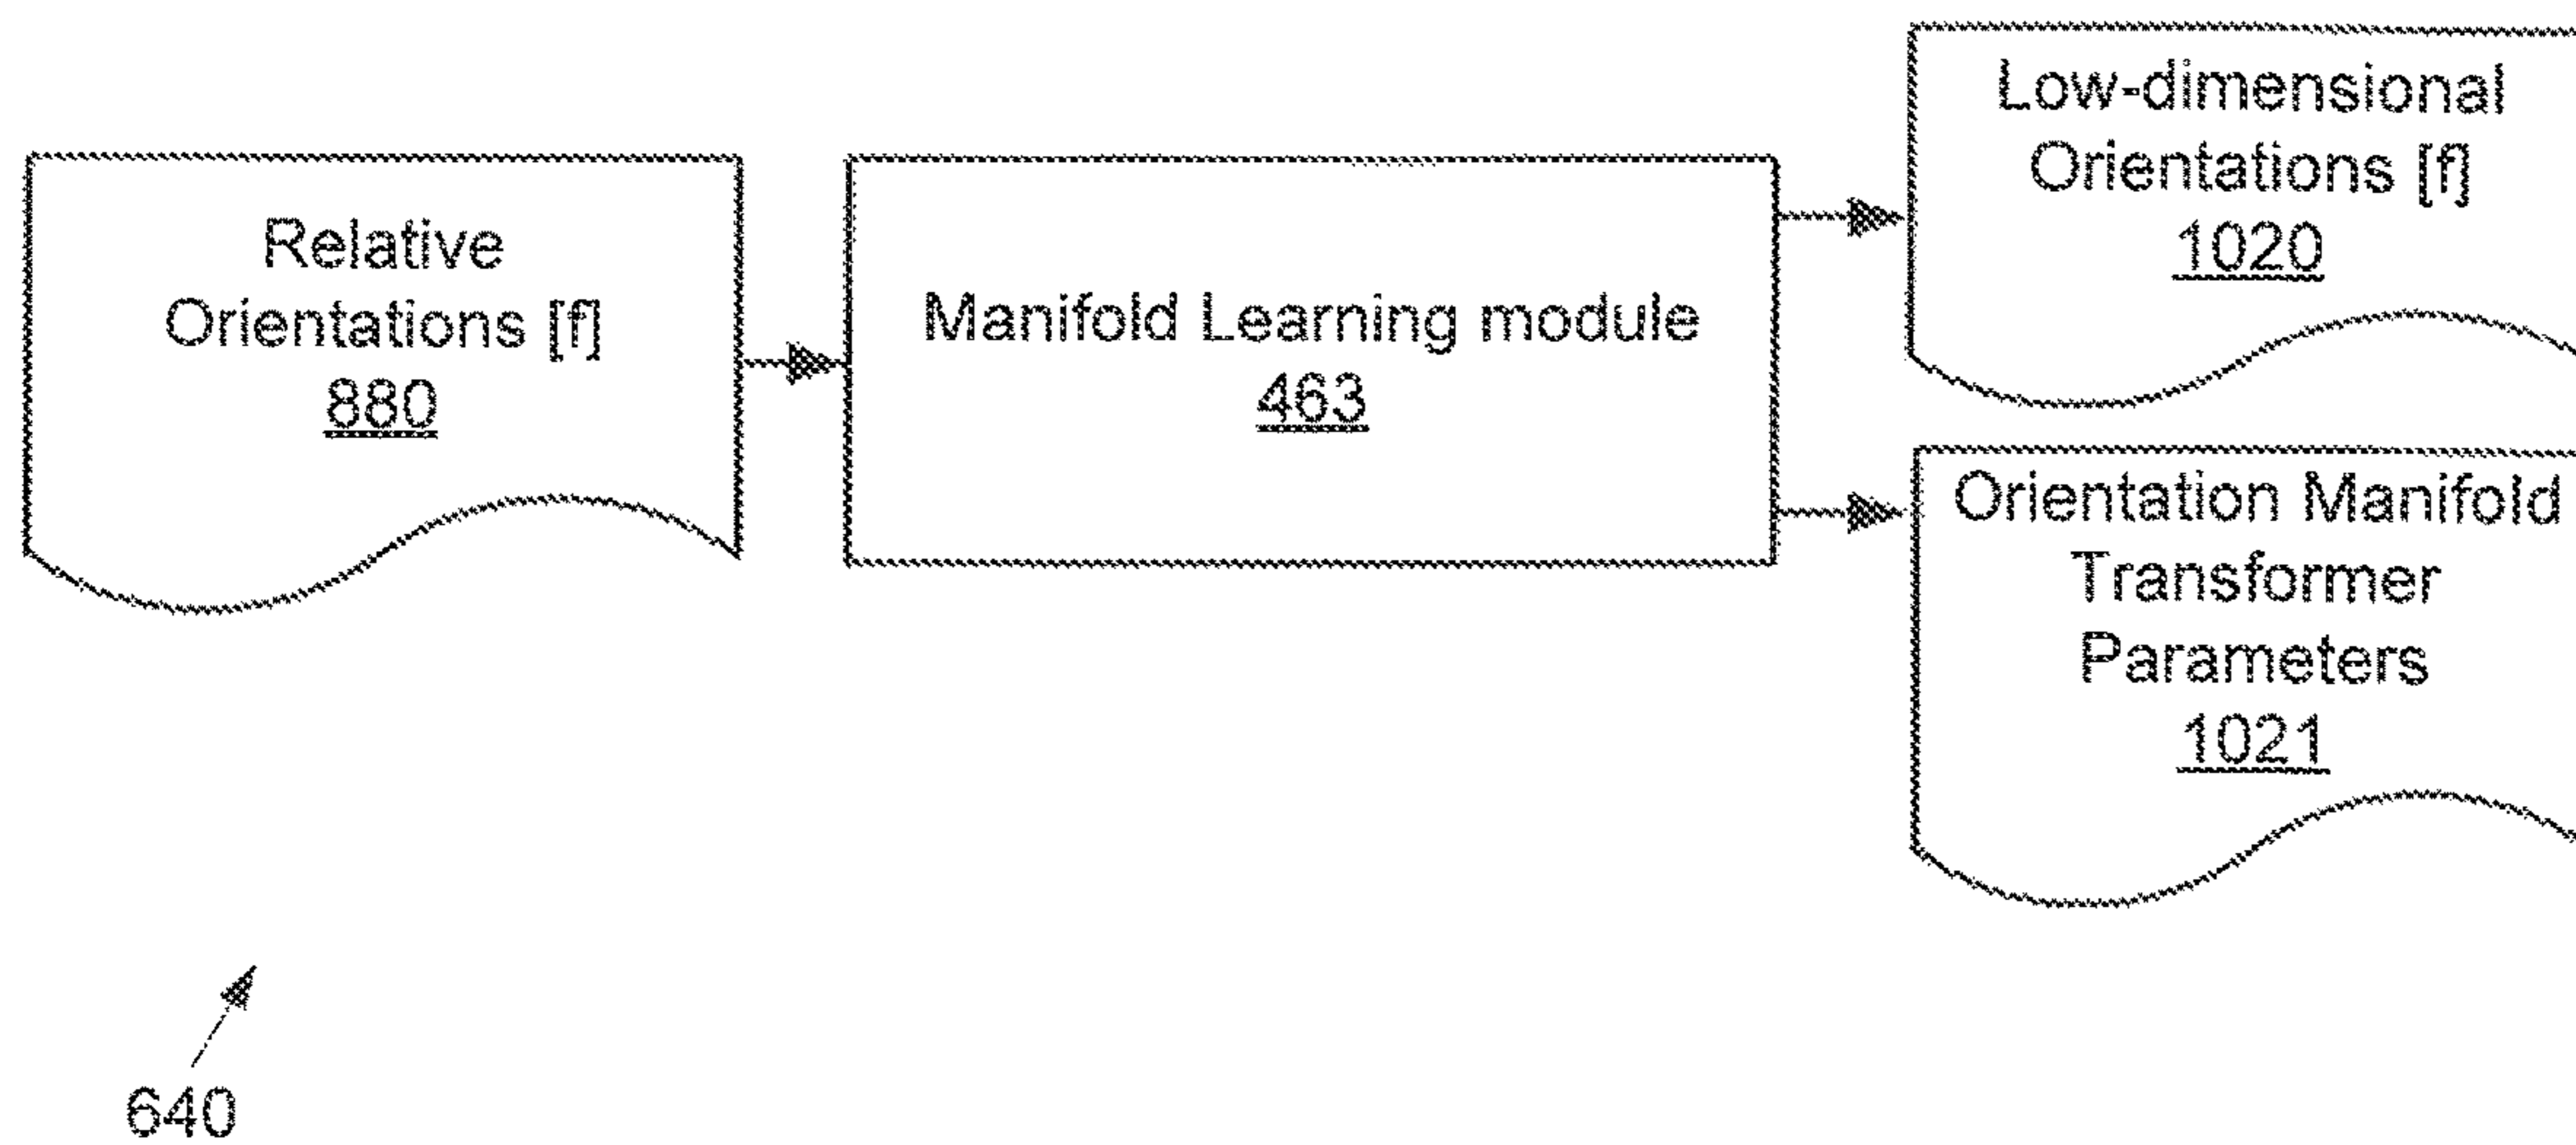 Relative
Orientations [f]
880
Manifold Learning module
463
Low-dimensional
Orientations [f]
1020
Orientation Manifold
Transformer
Parameters
1021
640